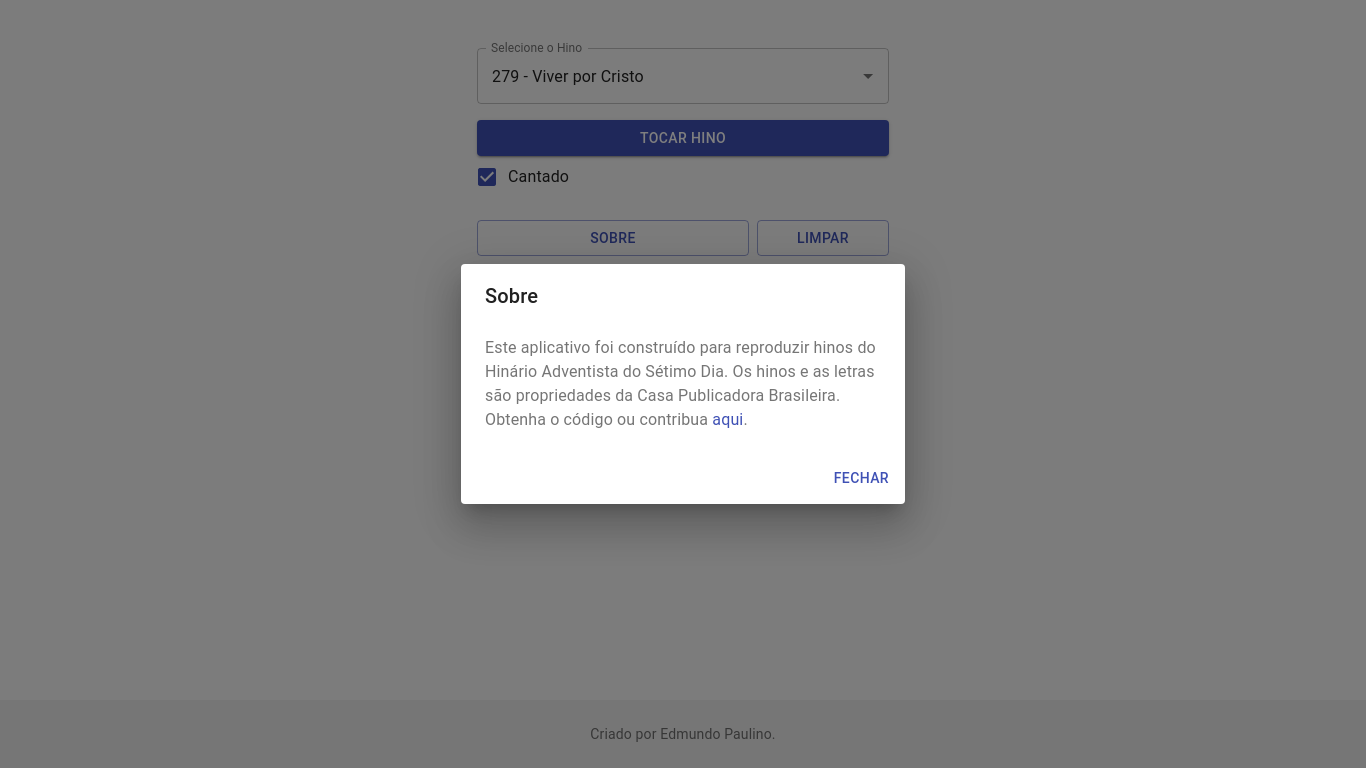 Selecione o Hino
279 - Viver por Cristo
TOCAR HINO
Cantado
SOBRE
LIMPAR
Sobre
Este aplicativo foi construído para reproduzir hinos do
Hinário Adventista do Sétimo Dia. Os hinos e as letras
são propriedades da Casa Publicadora Brasileira.
Obtenha o código ou contribua aqui.
FECHAR
Criado por Edmundo Paulino.